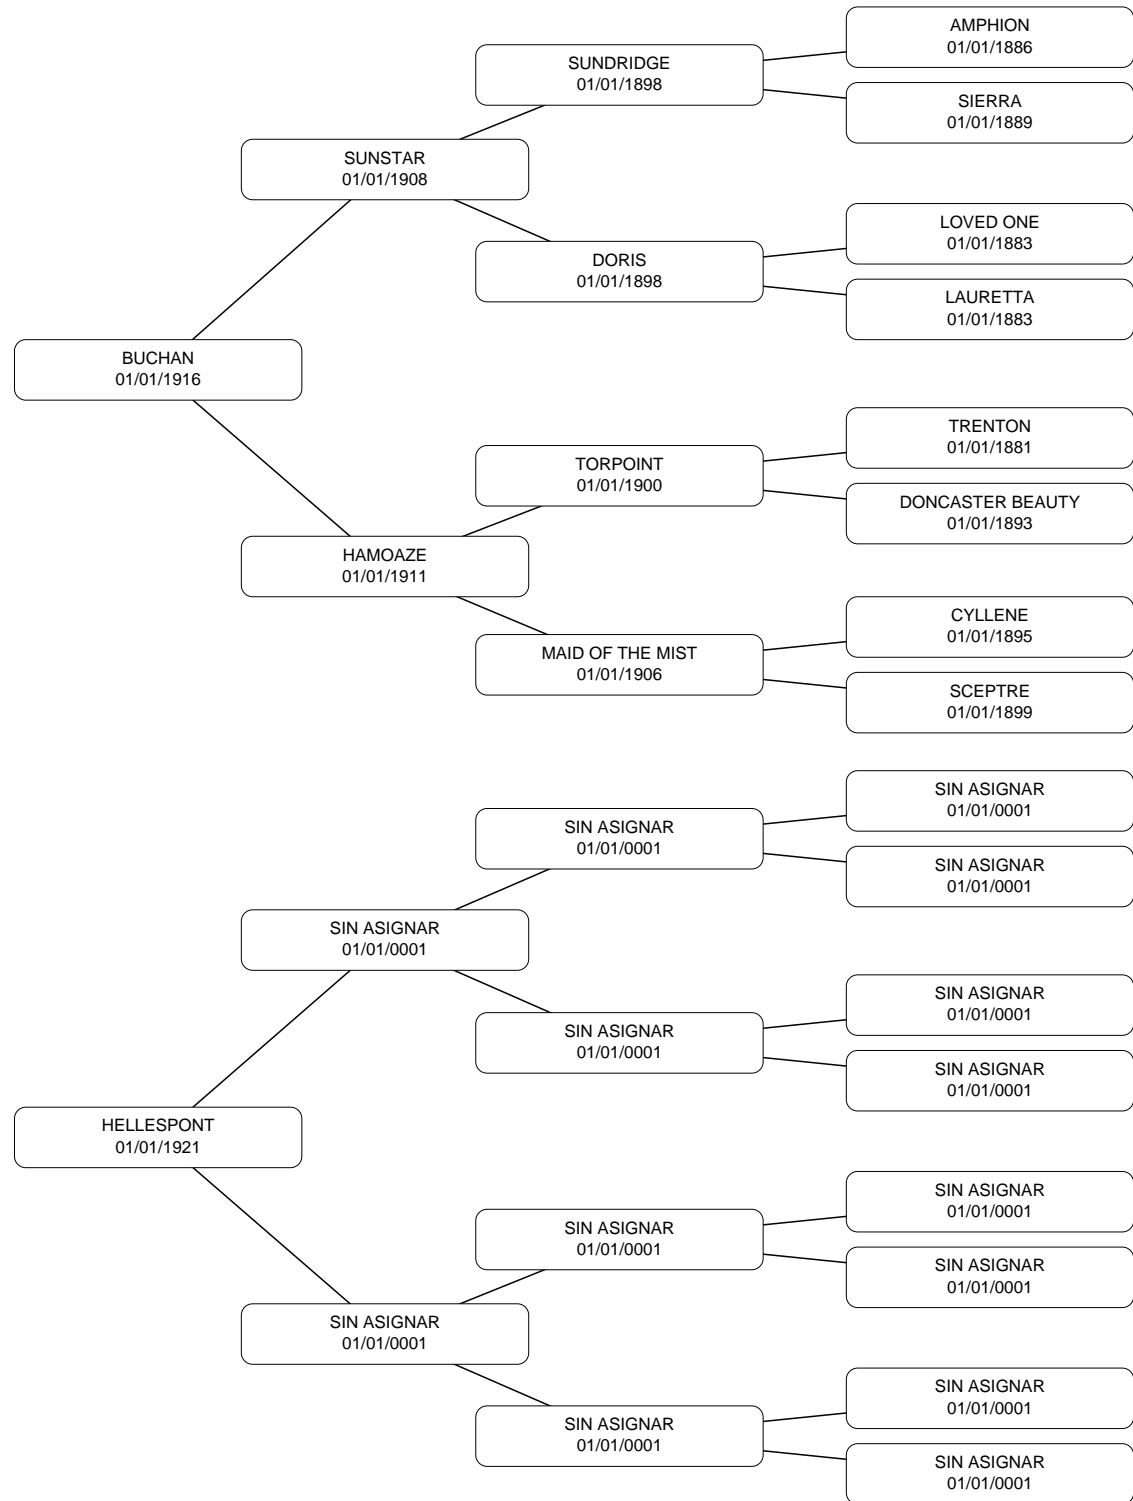 AMPHION
01/01/1886
SUNDRIDGE
01/01/1898
SIERRA
01/01/1889
SUNSTAR
01/01/1908
LOVED ONE
01/01/1883
DORIS
01/01/1898
LAURETTA
01/01/1883
BUCHAN
01/01/1916
TRENTON
01/01/1881
TORPOINT
01/01/1900
DONCASTER BEAUTY
01/01/1893
HAMOAZE
01/01/1911
CYLLENE
01/01/1895
MAID OF THE MIST
01/01/1906
SCEPTRE
01/01/1899
SIN ASIGNAR
01/01/0001
SIN ASIGNAR
01/01/0001
SIN ASIGNAR
01/01/0001
SIN ASIGNAR
01/01/0001
SIN ASIGNAR
01/01/0001
SIN ASIGNAR
01/01/0001
SIN ASIGNAR
01/01/0001
HELLESPONT
01/01/1921
SIN ASIGNAR
01/01/0001
SIN ASIGNAR
01/01/0001
SIN ASIGNAR
01/01/0001
SIN ASIGNAR
01/01/0001
SIN ASIGNAR
01/01/0001
SIN ASIGNAR
01/01/0001
SIN ASIGNAR
01/01/0001